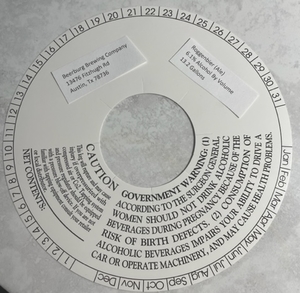 Beerburg Brewing Company
13476 Fitzhugh Rd
Austin, Tx 78736
Roggenbier (Ale)
6.1% Alcohol By Volume
13.2 Gallons
CAUTION
NET CONTENTS:
GOVERNMENT WARNING: (1)
ACCORDING TO THE SURGEON GENERAL,
WOMEN SHOULD NOT DRINK ALCOHOLIC
BEVERAGES DURING PREGNANCY BECAUSE OF THE
RISK OF BIRTH DEFECTS. (2) CONSUMPTION OF
ALCOHOLIC BEVERAGES IMPAIRS YOUR ABILITY TO DRIVE A
CAR OR OPERATE MACHINERY, AND MAY CAUSE HEALTH PROBLEMS.
1 2 3 4 5 6 7 8 9 10 11 12 13 14 15 16 17 18 19 20 21 22 23 24 25 26 27 28 29 30 31
Jan Feb Mar Apr May Jun Jul Aug Sep Oct Nov Dec